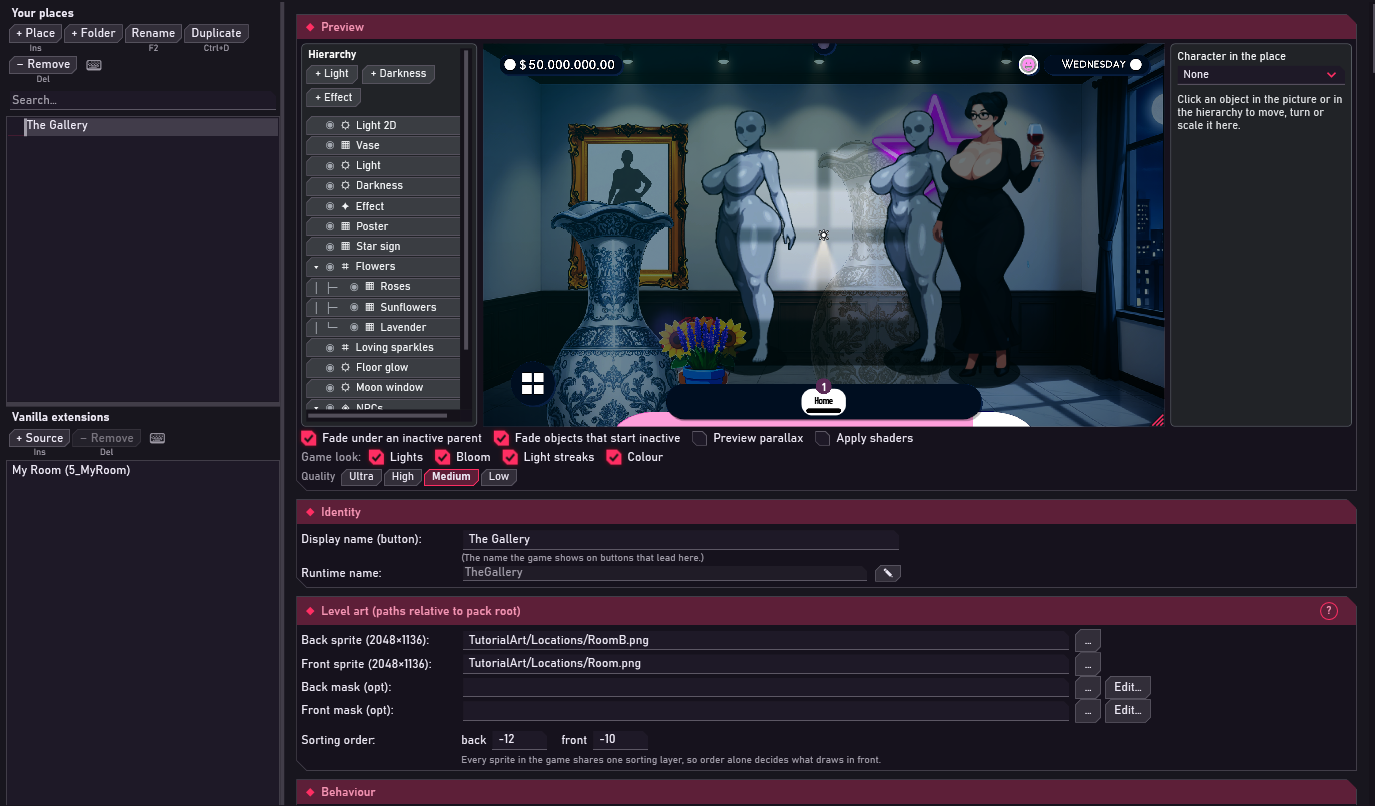 Your places
+ Place
+ Folder
Rename
Duplicate
Ins
F2
Ctrl+D
− Remove
Del
Search...
The Gallery
Vanilla extensions
+ Source
− Remove
Ins
Del
My Room (5_MyRoom)
Preview
Hierarchy
+ Light
+ Darkness
+ Effect
Light 2D
Vase
Light
Darkness
Effect
Poster
Star sign
Flowers
Roses
Sunflowers
Lavender
Loving sparkles
Floor glow
Moon window
NPCs
$50.000.000,00
Wednesday
1
Home
Character in the place
None
Click an object in the picture or in
the hierarchy to move, turn or
scale it here.
Fade under an inactive parent
Fade objects that start inactive
Preview parallax
Apply shaders
Game look:
Lights
Bloom
Light streaks
Colour
Quality
Ultra
High
Medium
Low
Identity
Display name (button):
The Gallery
(The name the game shows on buttons that lead here.)
Runtime name:
TheGallery
Level art (paths relative to pack root)
?
Back sprite (2048×1136):
TutorialArt/Locations/RoomB.png
...
Front sprite (2048×1136):
TutorialArt/Locations/Room.png
...
Back mask (opt):
...
Edit...
Front mask (opt):
...
Edit...
Sorting order:
back
-12
front
-10
Every sprite in the game shares one sorting layer, so order alone decides what draws in front.
Behaviour